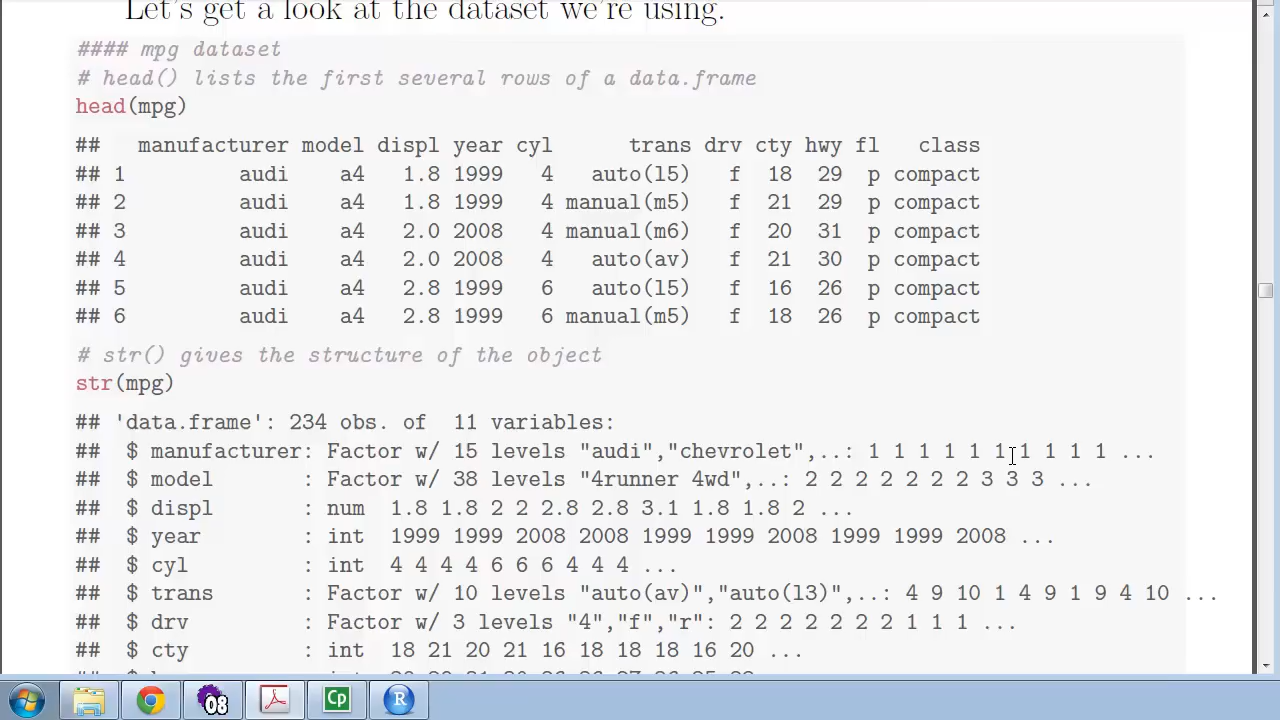 Let's get a look at the dataset we're using.
#### mpg dataset
# head() lists the first several rows of a data.frame
head(mpg)
##   manufacturer model displ year cyl      trans drv cty hwy fl   class
## 1         audi    a4   1.8 1999   4   auto(l5)   f  18  29  p compact
## 2         audi    a4   1.8 1999   4 manual(m5)   f  21  29  p compact
## 3         audi    a4   2.0 2008   4 manual(m6)   f  20  31  p compact
## 4         audi    a4   2.0 2008   4   auto(av)   f  21  30  p compact
## 5         audi    a4   2.8 1999   6   auto(l5)   f  16  26  p compact
## 6         audi    a4   2.8 1999   6 manual(m5)   f  18  26  p compact
# str() gives the structure of the object
str(mpg)
## 'data.frame': 234 obs. of  11 variables:
##  $ manufacturer: Factor w/ 15 levels "audi","chevrolet",..: 1 1 1 1 1 1 1 1 1 1 ...
##  $ model       : Factor w/ 38 levels "4runner 4wd",..: 2 2 2 2 2 2 2 3 3 3 ...
##  $ displ       : num  1.8 1.8 2 2 2.8 2.8 3.1 1.8 1.8 2 ...
##  $ year        : int  1999 1999 2008 2008 1999 1999 2008 1999 1999 2008 ...
##  $ cyl         : int  4 4 4 4 6 6 6 4 4 4 ...
##  $ trans       : Factor w/ 10 levels "auto(av)","auto(l3)",..: 4 9 10 1 4 9 1 9 4 10 ...
##  $ drv         : Factor w/ 3 levels "4","f","r": 2 2 2 2 2 2 2 1 1 1 ...
##  $ cty         : int  18 21 20 21 16 18 18 18 16 20 ...
08
Cp
R